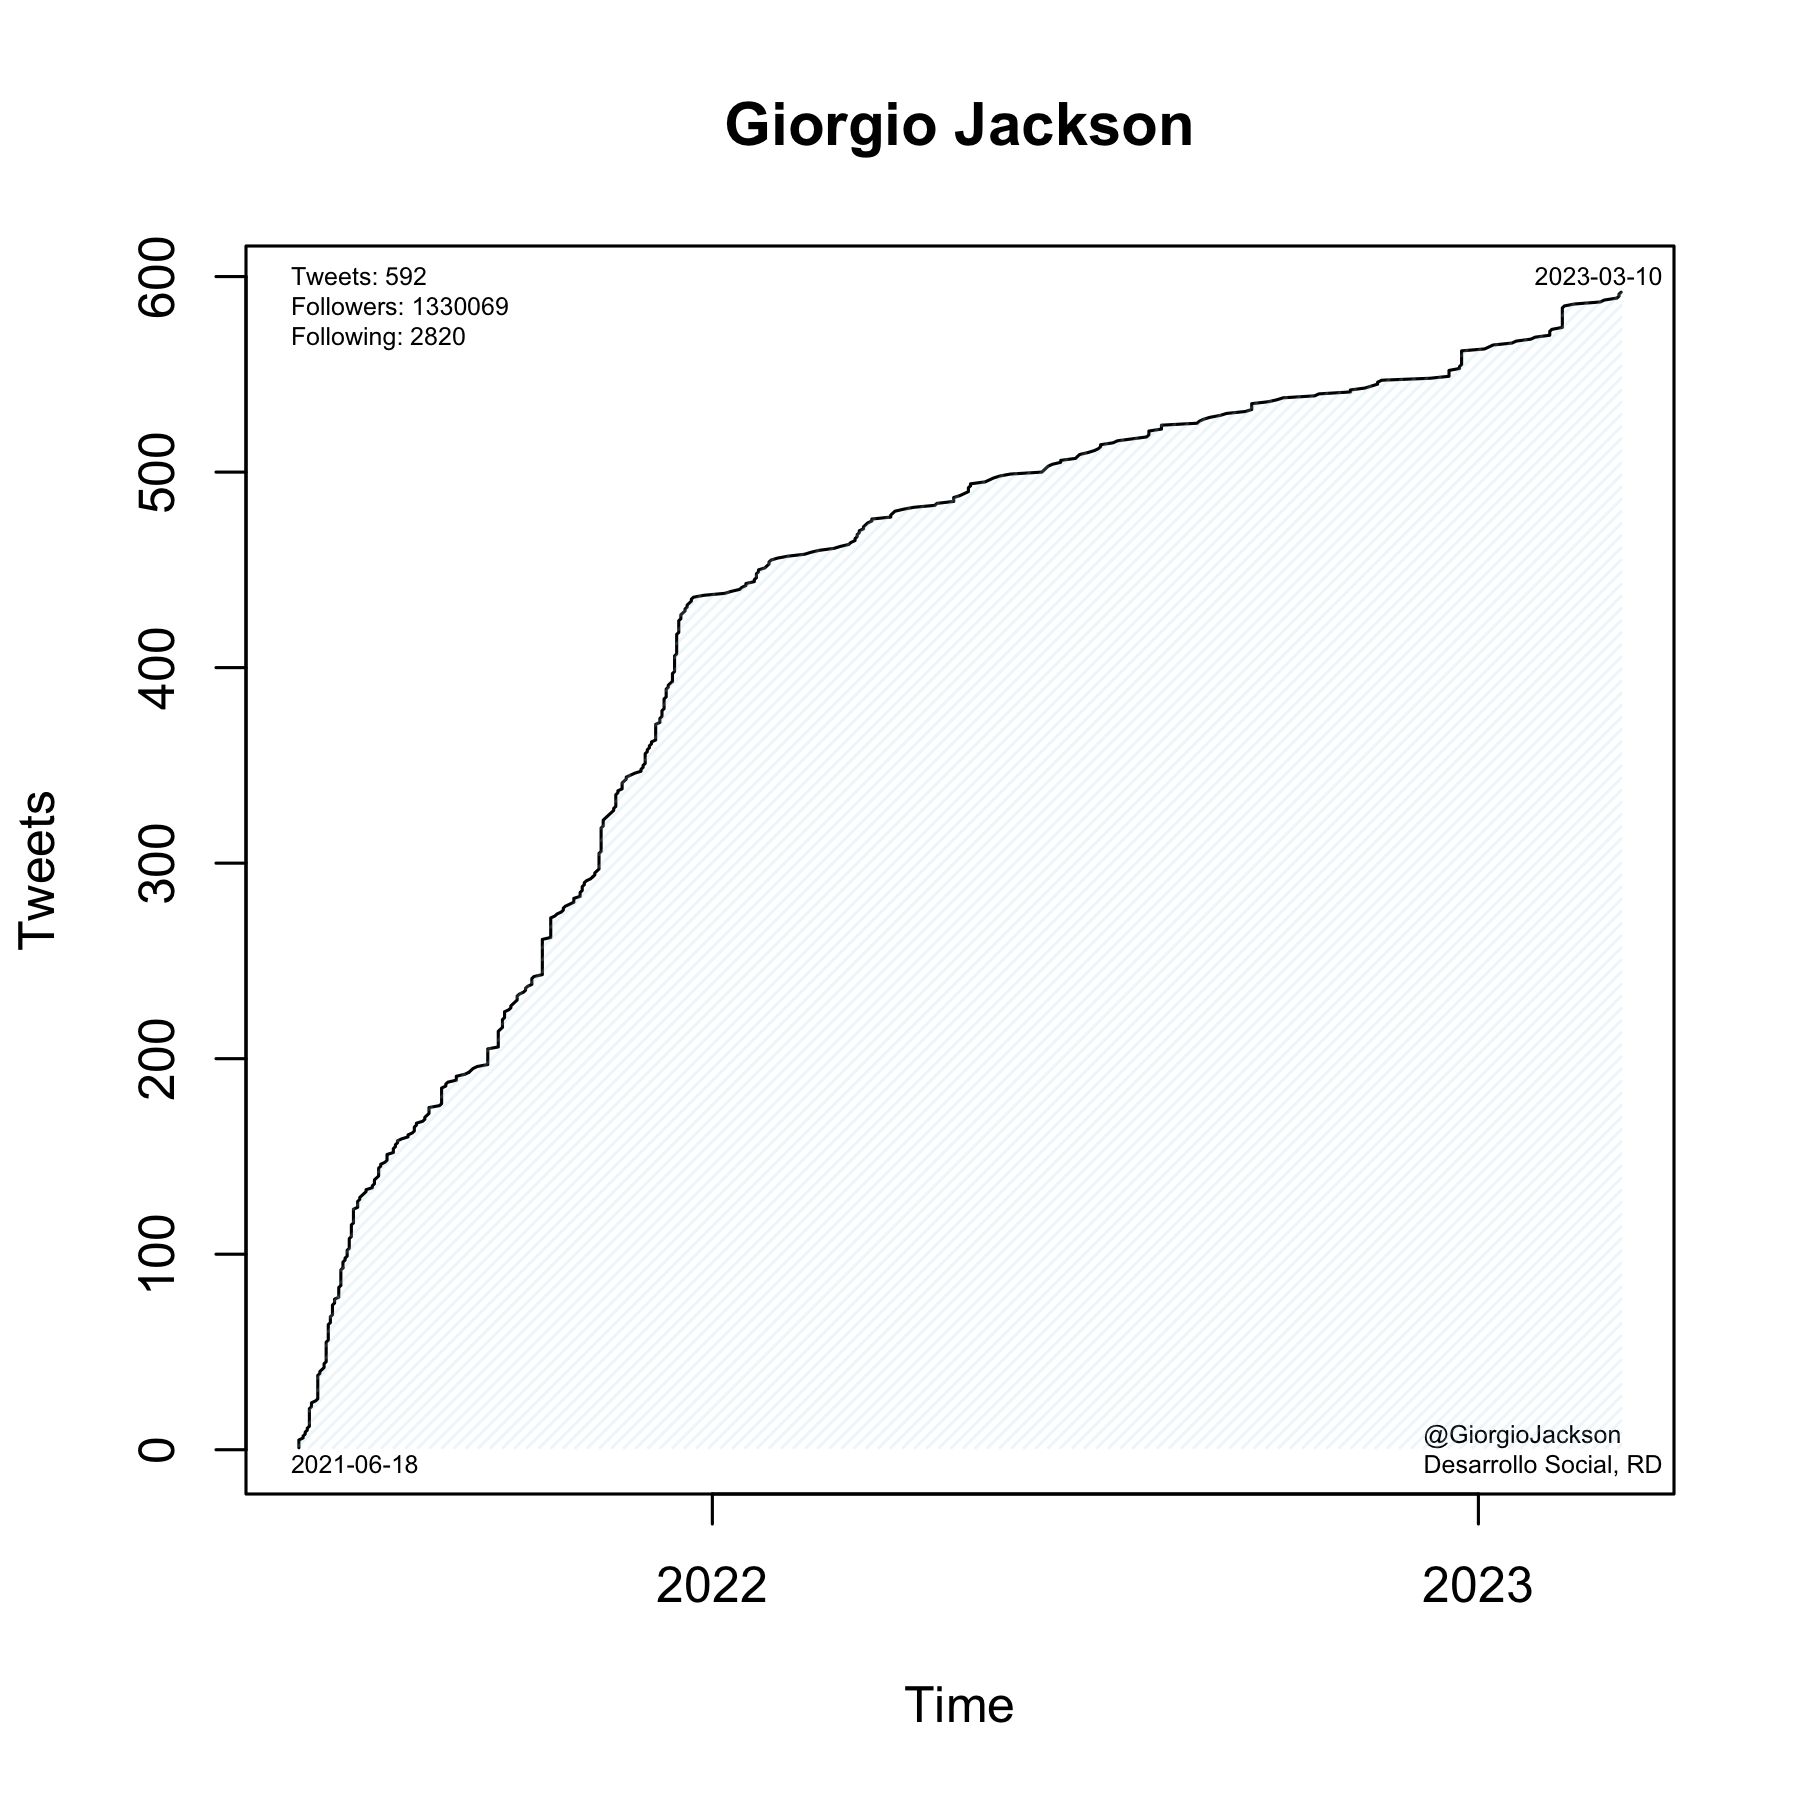 Giorgio Jackson
Tweets: 592
Followers: 1330069
Following: 2820
2023-03-10
600
500
400
300
200
100
0
Tweets
2021-06-18
@GiorgioJackson
Desarrollo Social, RD
2022
2023
Time